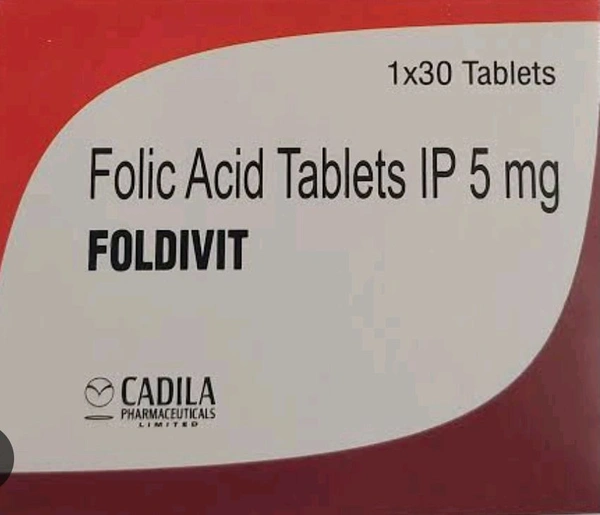 1x30 Tablets
Folic Acid Tablets IP 5 mg
FOLDIVIT
CADILA
PHARMACEUTICALS
LIMITED